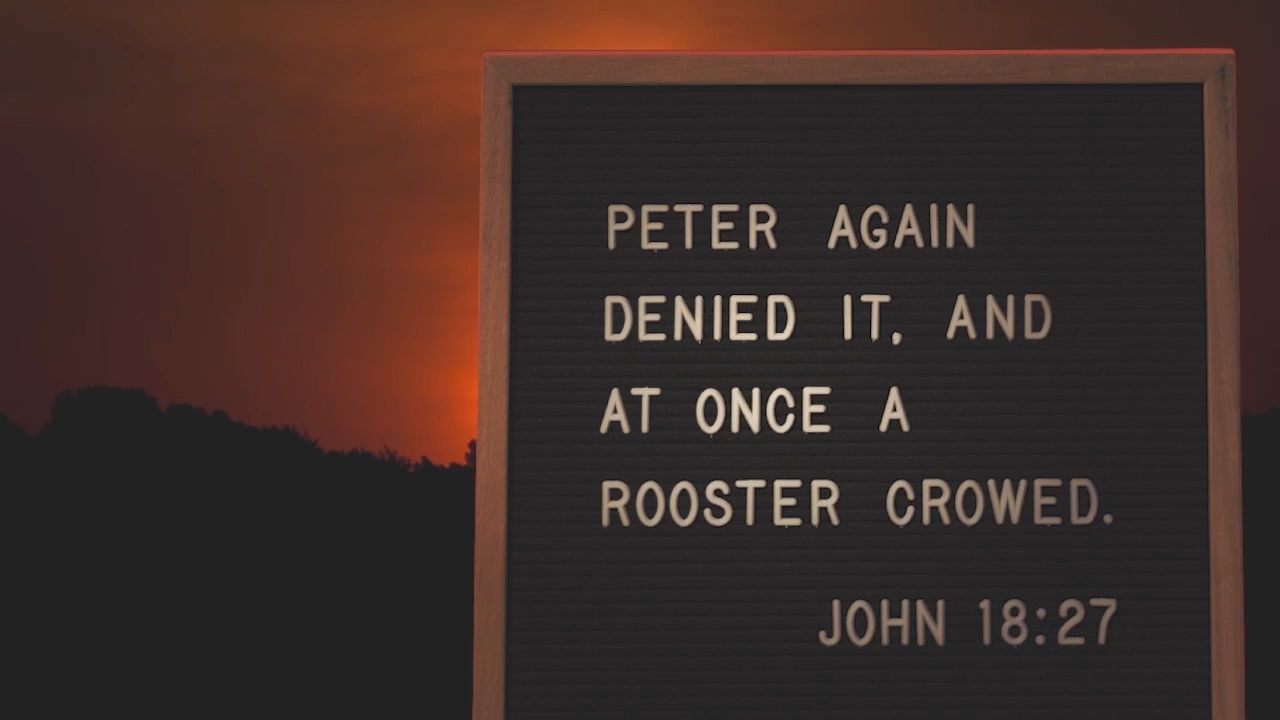 PETER AGAIN
DENIED IT, AND
AT ONCE A
ROOSTER CROWED.
JOHN 18:27